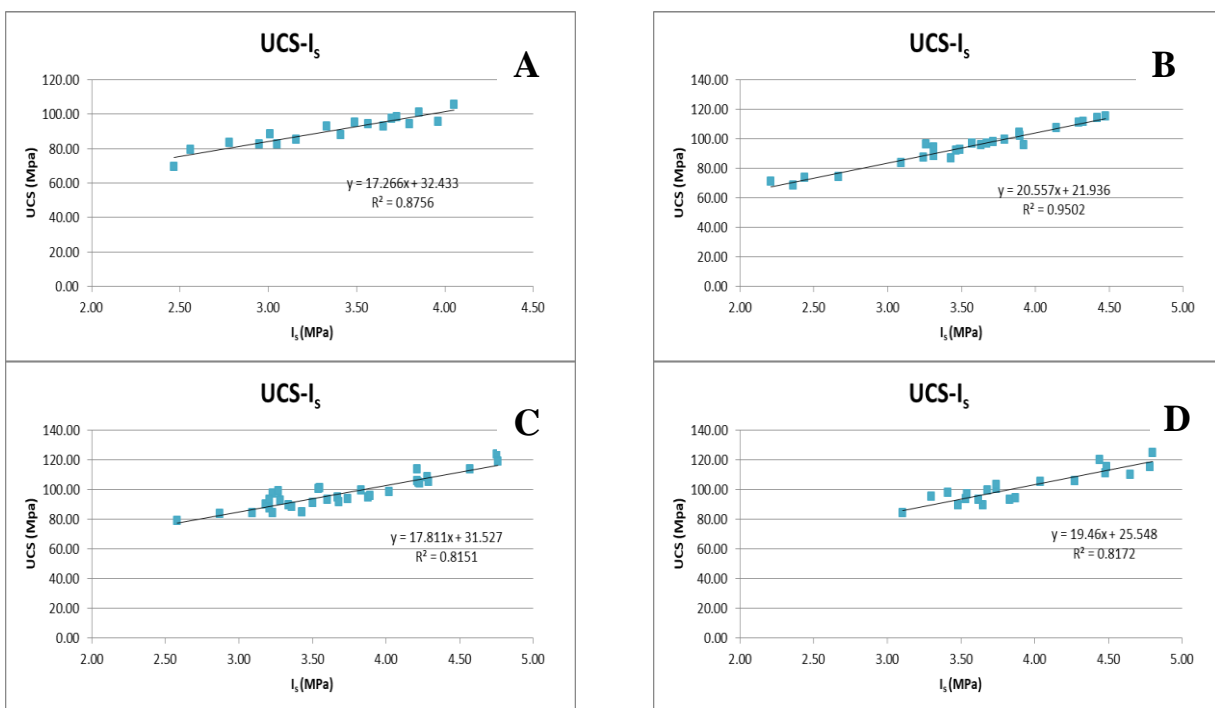 UCS-Is
A
120.00
100.00
80.00
60.00
40.00
20.00
0.00
UCS (Mpa)
y = 17.266x + 32.433
R² = 0.8756
2.00 2.50 3.00 3.50 4.00 4.50
Is (MPa)
UCS-Is
B
140.00
120.00
100.00
80.00
60.00
40.00
20.00
0.00
UCS (Mpa)
y = 20.557x + 21.936
R² = 0.9502
2.00 2.50 3.00 3.50 4.00 4.50 5.00
Is (MPa)
UCS-Is
C
140.00
120.00
100.00
80.00
60.00
40.00
20.00
0.00
UCS (Mpa)
y = 17.811x + 31.527
R² = 0.8151
2.00 2.50 3.00 3.50 4.00 4.50 5.00
Is (MPa)
UCS-Is
D
140.00
120.00
100.00
80.00
60.00
40.00
20.00
0.00
UCS (Mpa)
y = 19.46x + 25.548
R² = 0.8172
2.00 2.50 3.00 3.50 4.00 4.50 5.00
Is (MPa)